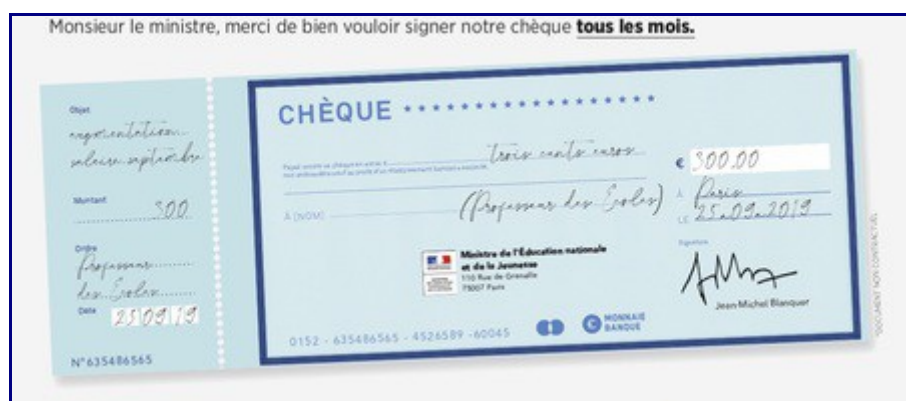 Monsieur le ministre, merci de bien vouloir signer notre chèque tous les mois.
Objet
augmentation
salaire septembre
Montant
300
Ordre
Professeur
des Écoles
Date 25 09 19
N°635486565
CHÈQUE ******************
trois cents euros
€ 300.00
À (NOM) (Professeur des Écoles)
À Paris
LE 25.09.2019
Ministre de l'Éducation nationale
et de la Jeunesse
110 Rue de Grenelle
75007 Paris
Signature
Jean-Michel Blanquer
0152 - 635486565 - 4526589 -60045
€ MONNAIE
BANQUE
*DOCUMENT NON CONTRACTUEL